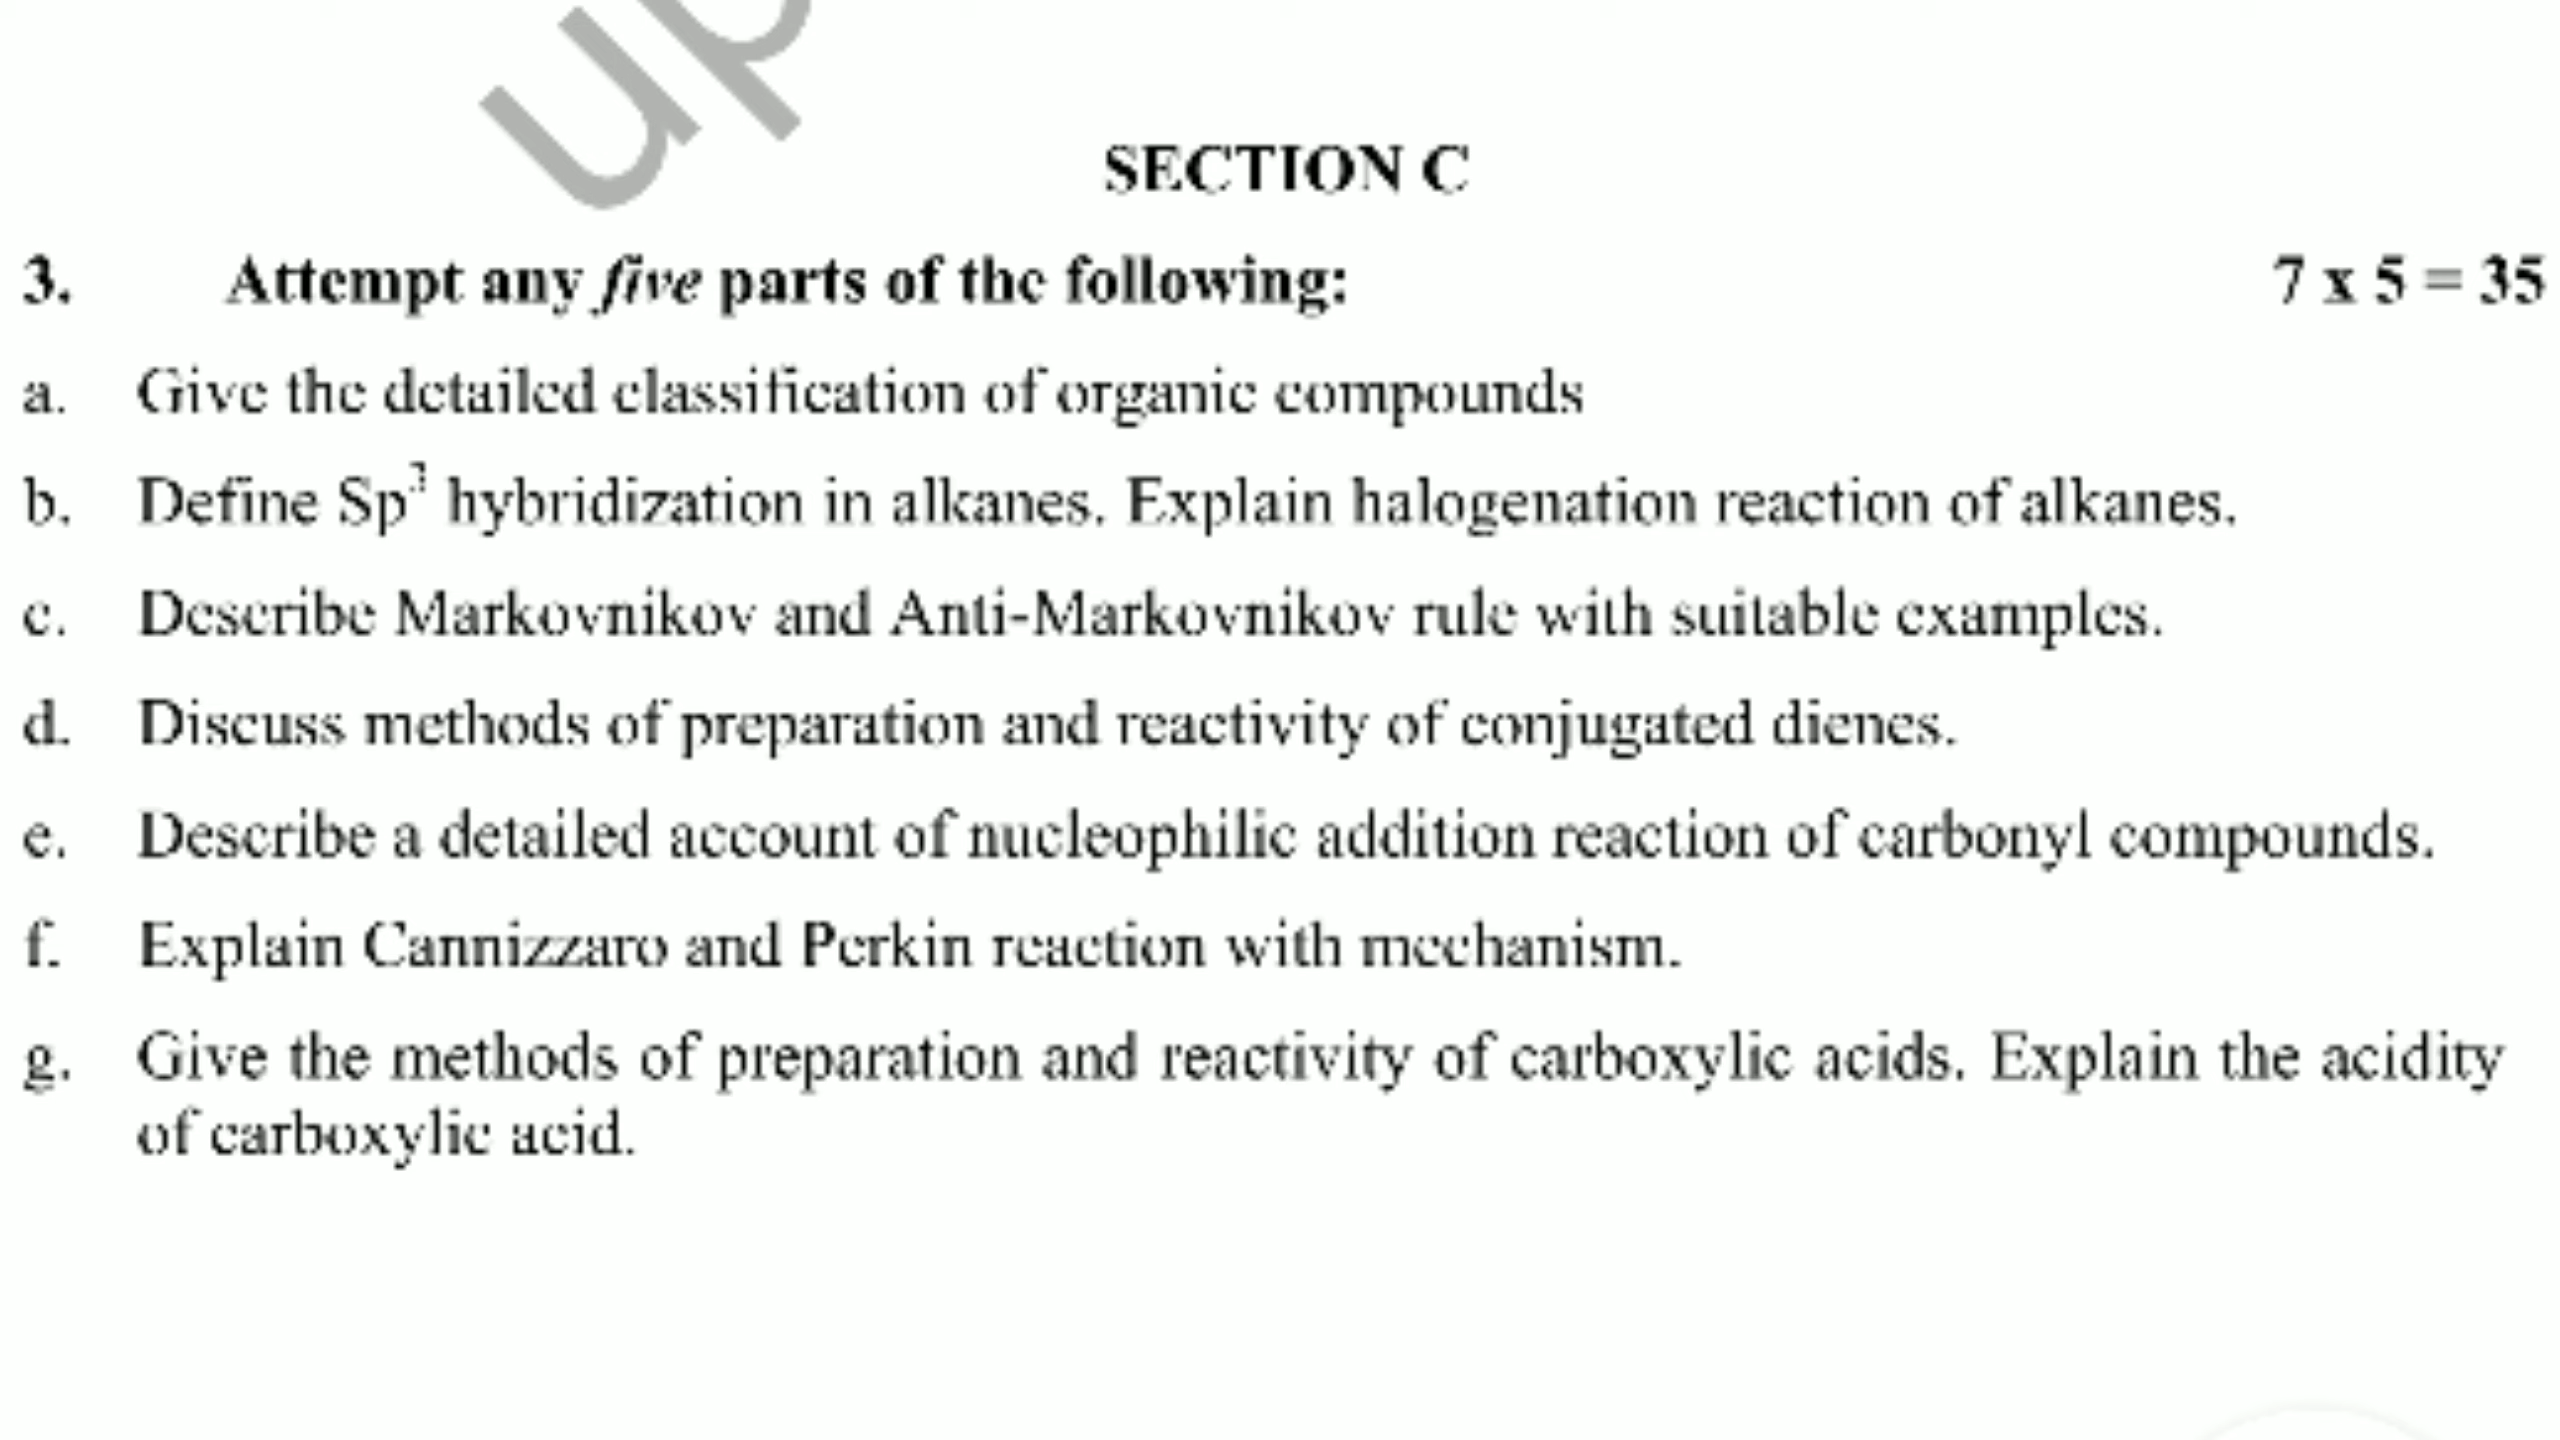 up
SECTION C
3. Attempt any five parts of the following: 7 x 5 = 35
a. Give the detailed classification of organic compounds
b. Define Sp³ hybridization in alkanes. Explain halogenation reaction of alkanes.
c. Describe Markovnikov and Anti-Markovnikov rule with suitable examples.
d. Discuss methods of preparation and reactivity of conjugated dienes.
e. Describe a detailed account of nucleophilic addition reaction of carbonyl compounds.
f. Explain Cannizzaro and Perkin reaction with mechanism.
g. Give the methods of preparation and reactivity of carboxylic acids. Explain the acidity
of carboxylic acid.